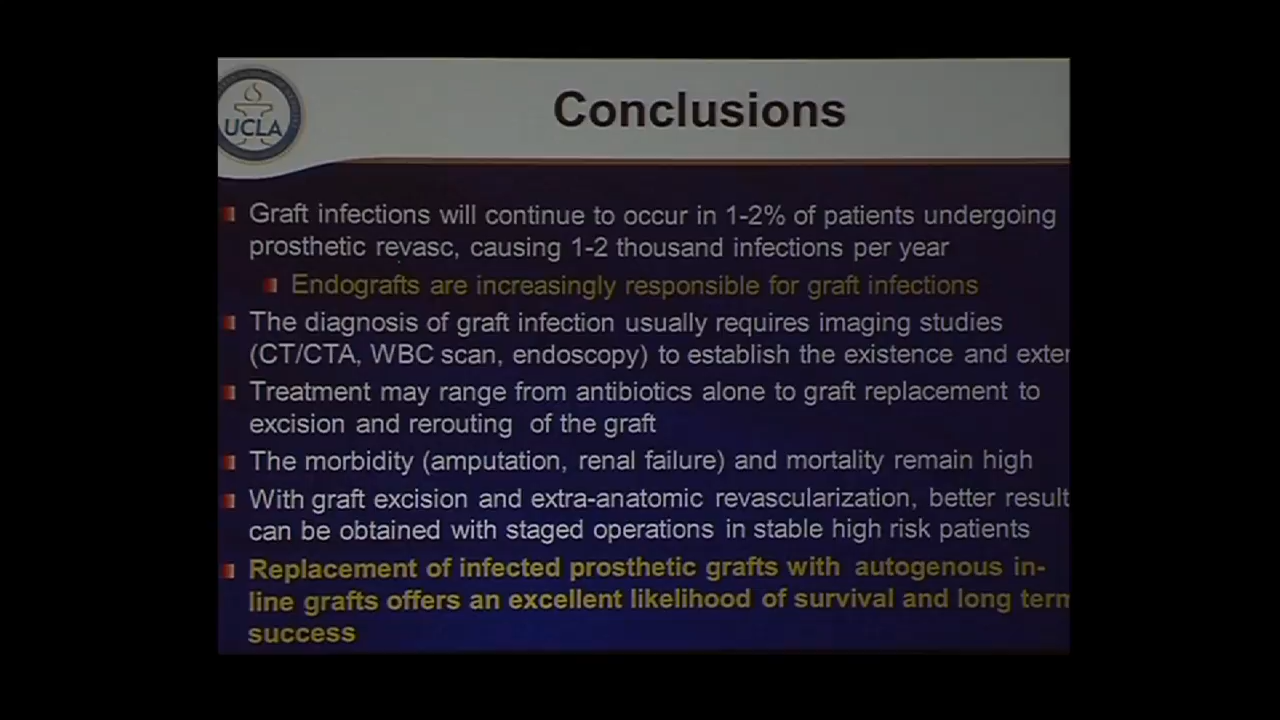 UCLA
Conclusions
Graft infections will continue to occur in 1-2% of patients undergoing
prosthetic revasc, causing 1-2 thousand infections per year
Endografts are increasingly responsible for graft infections
The diagnosis of graft infection usually requires imaging studies
(CT/CTA, WBC scan, endoscopy) to establish the existence and exten
Treatment may range from antibiotics alone to graft replacement to
excision and rerouting of the graft
The morbidity (amputation, renal failure) and mortality remain high
With graft excision and extra-anatomic revascularization, better result
can be obtained with staged operations in stable high risk patients
Replacement of infected prosthetic grafts with autogenous in-
line grafts offers an excellent likelihood of survival and long term
success